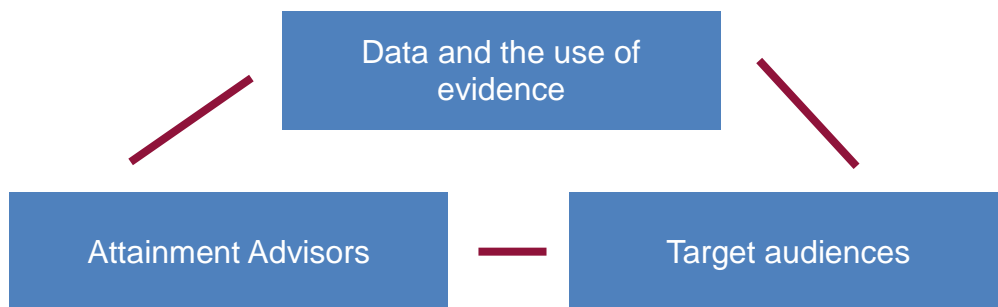 Data and the use of
evidence
Attainment Advisors
Target audiences